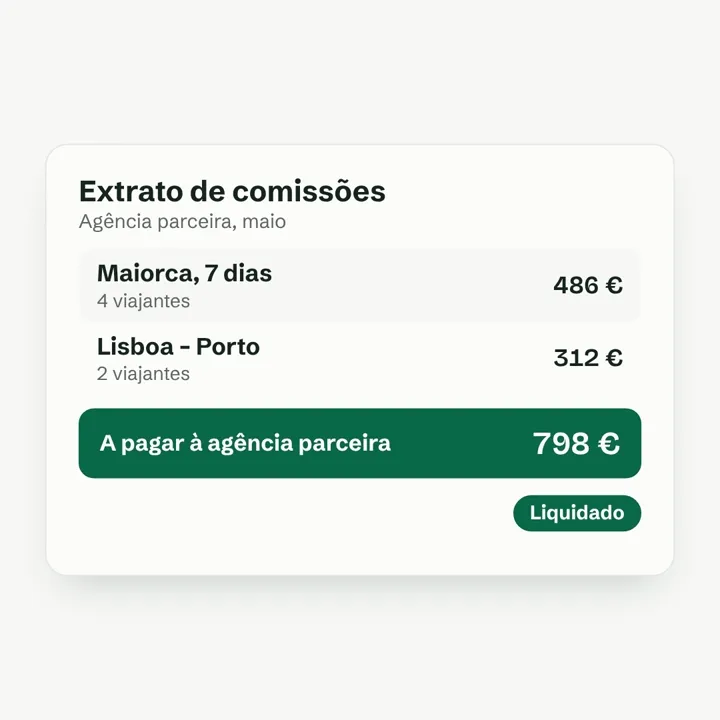 Extrato de comissões
Agência parceira, maio
Maiorca, 7 dias
4 viajantes
486 €
Lisboa - Porto
2 viajantes
312 €
A pagar à agência parceira
798 €
Liquidado